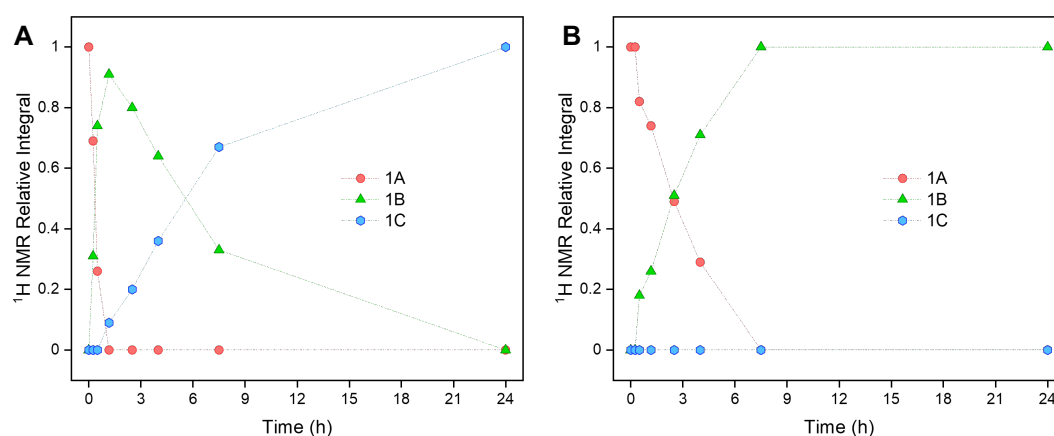 A
¹H NMR Relative Integral
1
0.8
0.6
0.4
0.2
0
1A
1B
1C
0 3 6 9 12 15 18 21 24
Time (h)
B
¹H NMR Relative Integral
1
0.8
0.6
0.4
0.2
0
1A
1B
1C
0 3 6 9 12 15 18 21 24
Time (h)